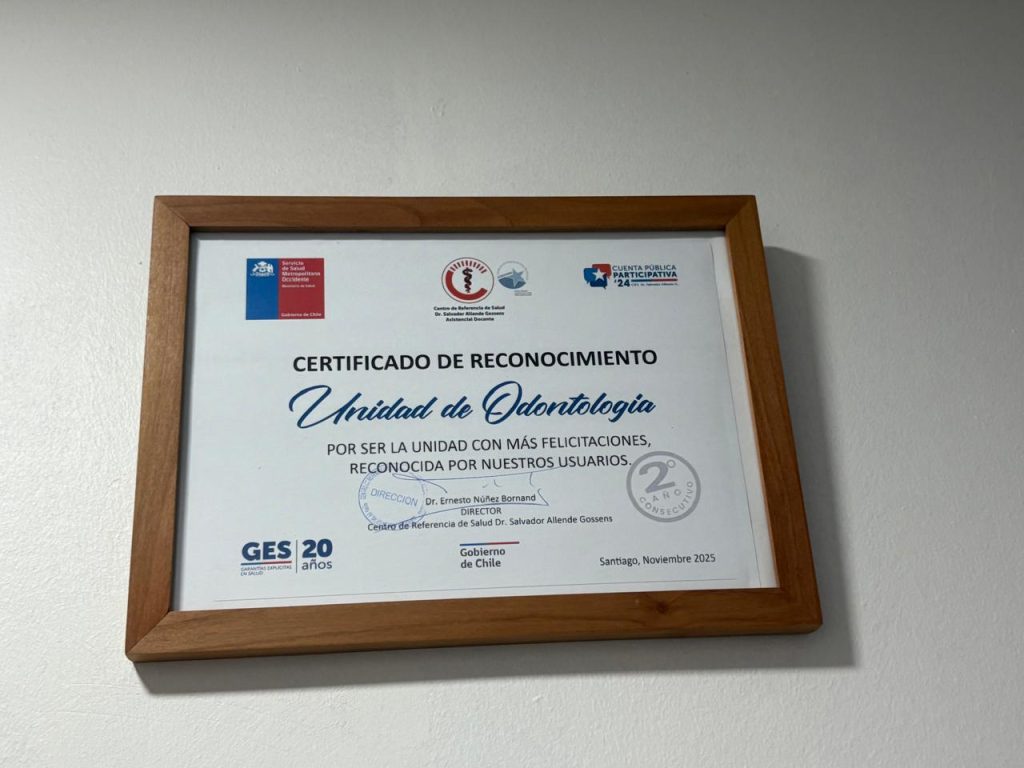 Servicio
de Salud
Metropolitano
Occidente
Ministerio de Salud
Gobierno de Chile
Centro de Referencia de Salud
Dr. Salvador Allende Gossens
Asistencial Docente
CUENTA PÚBLICA
PARTICIPATIVA
'24
CERTIFICADO DE RECONOCIMIENTO
Unidad de Odontologia
POR SER LA UNIDAD CON MÁS FELICITACIONES,
RECONOCIDA POR NUESTROS USUARIOS.
2º
AÑO
CONSECUTIVO
DIRECCION
Dr. Ernesto Núñez Bornand
DIRECTOR
Centro de Referencia de Salud Dr. Salvador Allende Gossens
GES 20
años
GARANTÍAS EXPLÍCITAS
EN SALUD
Gobierno
de Chile
Santiago, Noviembre 2025